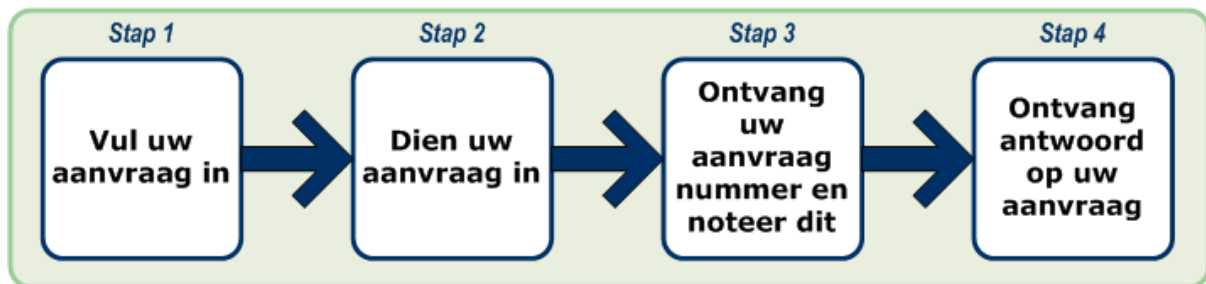 Stap 1
Vul uw
aanvraag in
Stap 2
Dien uw
aanvraag in
Stap 3
Ontvang
uw
aanvraag
nummer en
noteer dit
Stap 4
Ontvang
antwoord
op uw
aanvraag